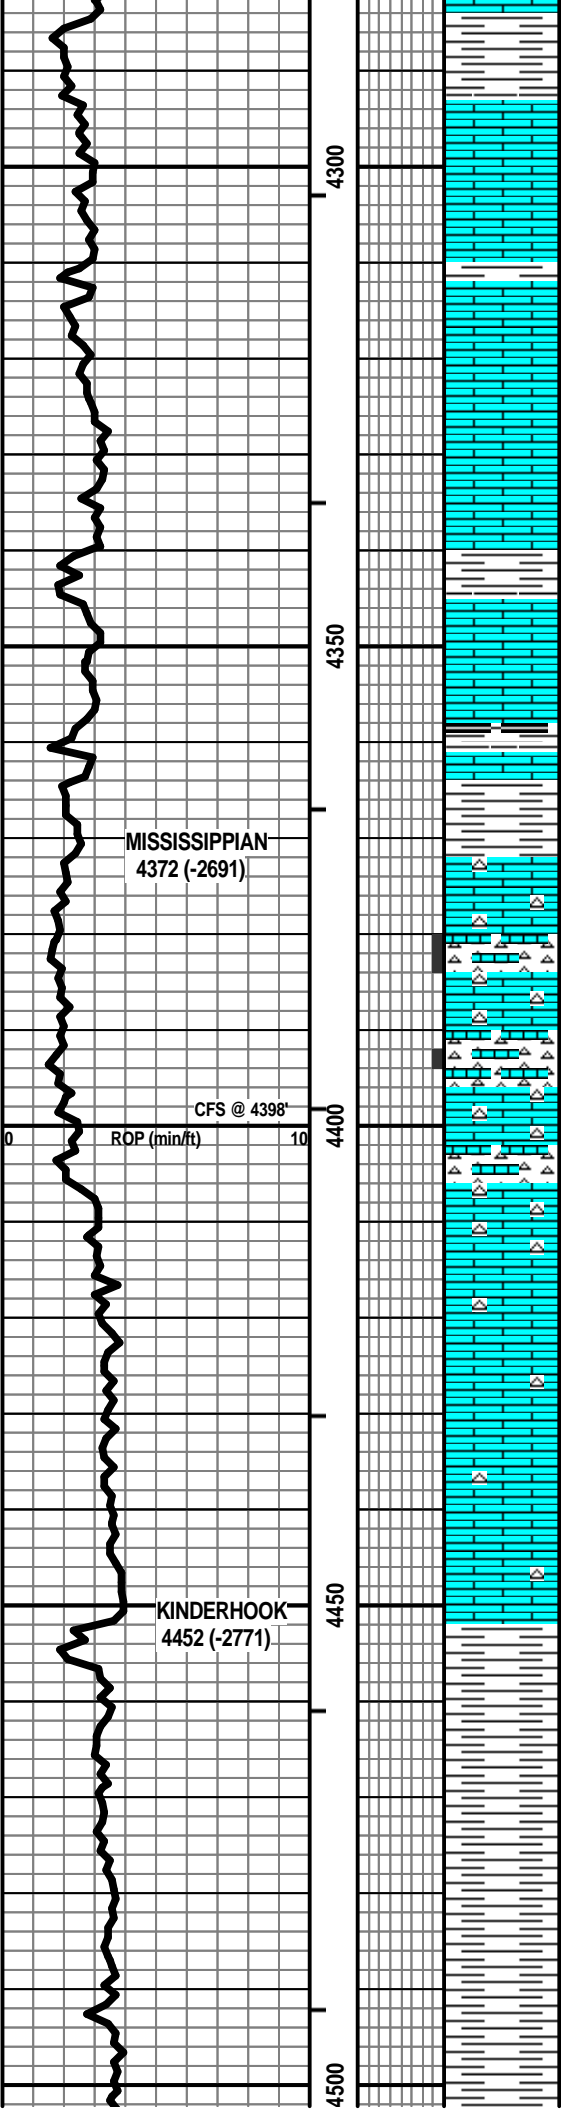 4300
4350
MISSISSIPPIAN
4372 (-2691)
CFS @ 4398'
4400
0 ROP (min/ft) 10
4450
KINDERHOOK
4452 (-2771)
4500